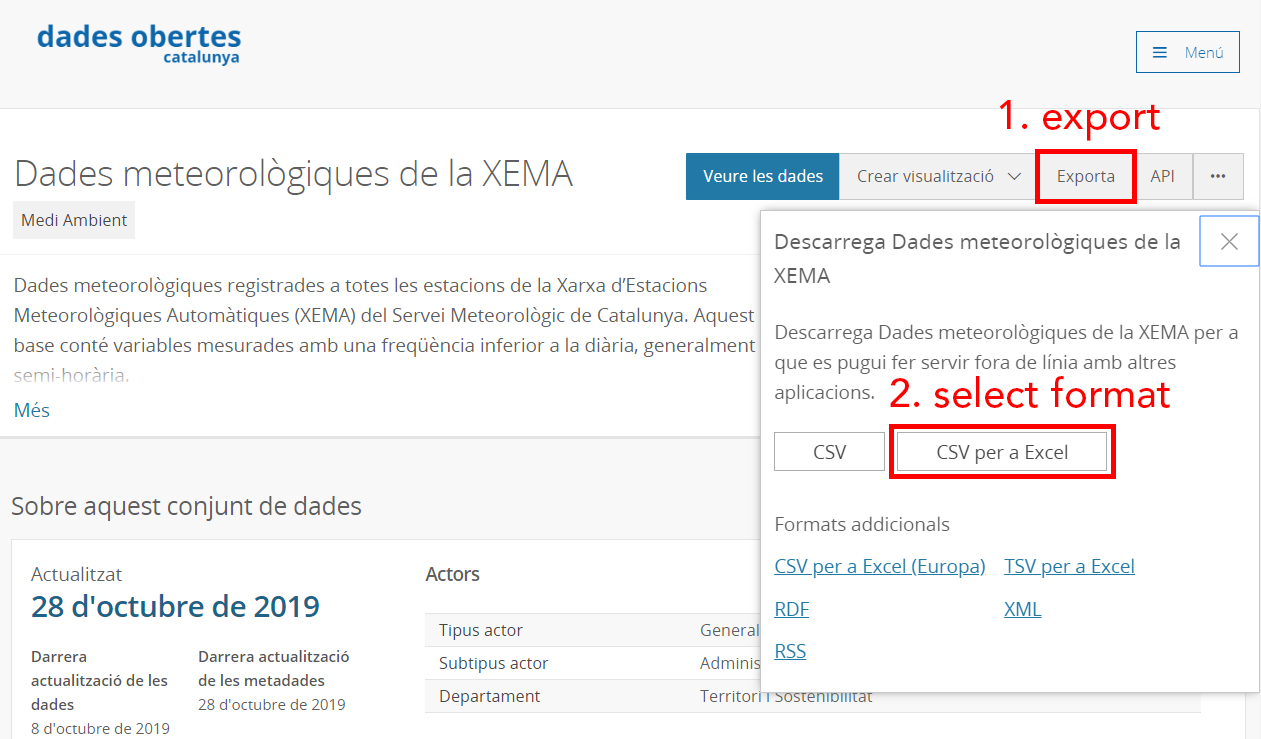 dades obertes
catalunya
Menú
1. export
Dades meteorològiques de la XEMA
Veure les dades
Crear visualització
Exporta
API
Medi Ambient
Dades meteorològiques registrades a totes les estacions de la Xarxa d’Estacions
Meteorològiques Automàtiques (XEMA) del Servei Meteorològic de Catalunya. Aquest
base conté variables mesurades amb una freqüència inferior a la diària, generalment
semi-horària.
Més
Descarrega Dades meteorològiques de la
XEMA
Descarrega Dades meteorològiques de la XEMA per a
que es pugui fer servir fora de línia amb altres
aplicacions.
2. select format
CSV
CSV per a Excel
Formats addicionals
CSV per a Excel (Europa)
TSV per a Excel
RDF
XML
RSS
Sobre aquest conjunt de dades
Actualitzat
28 d'octubre de 2019
Darrera
actualització de les
dades
8 d'octubre de 2019
Darrera actualització
de les metadades
28 d'octubre de 2019
Actors
Tipus actor
General
Subtipus actor
Adminis
Departament
Territori i Sostenibilitat